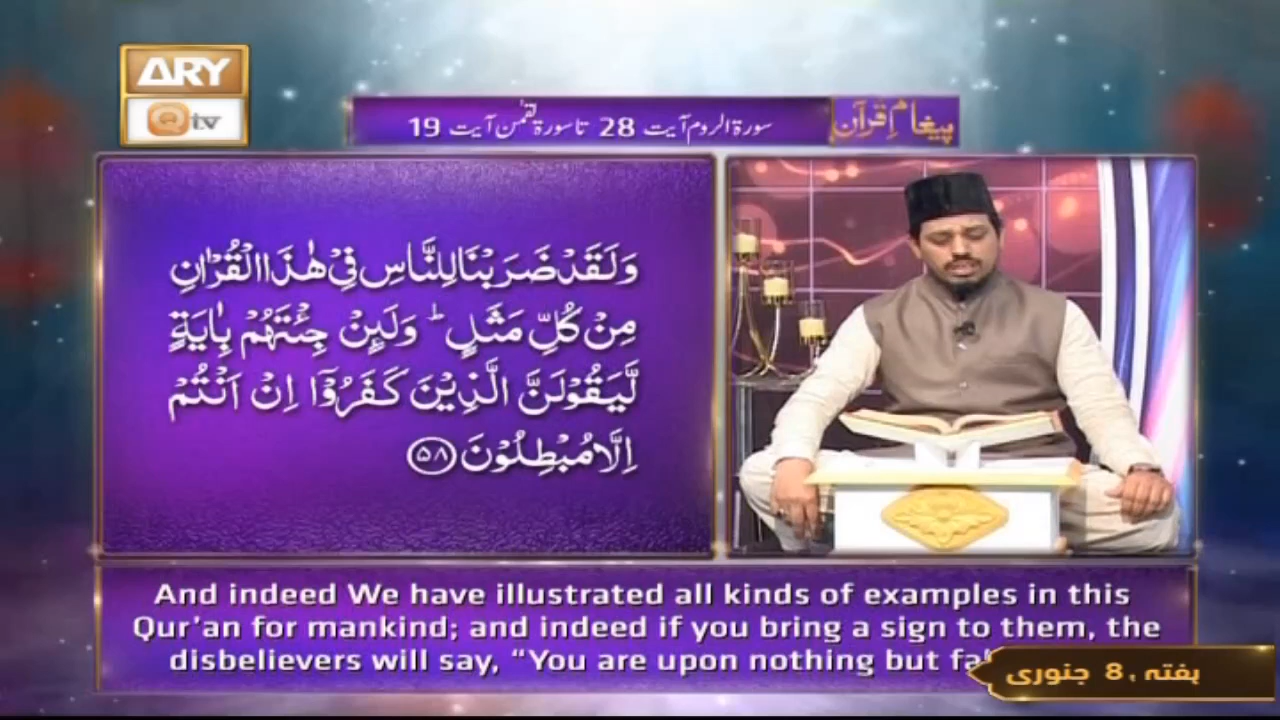 ARY
Qtv
پیغام قرآن
سورۃ الروم آیت 28 تا سورۃ لقمٰن آیت 19
وَلَقَدْ ضَرَبْنَا لِلنَّاسِ فِیْ هٰذَا الْقُرْاٰنِ
مِنْ كُلِّ مَثَلٍ ؕ وَلَىِٕنْ جِئْتَهُمْ بِاٰیَةٍ
لَّیَقُوْلَنَّ الَّذِیْنَ كَفَرُوْۤا اِنْ اَنْتُمْ
اِلَّا مُبْطِلُوْنَ ۵۸
And indeed We have illustrated all kinds of examples in this
Qur'an for mankind; and indeed if you bring a sign to them, the
disbelievers will say, “You are upon nothing but
ہفتہ، 8 جنوری